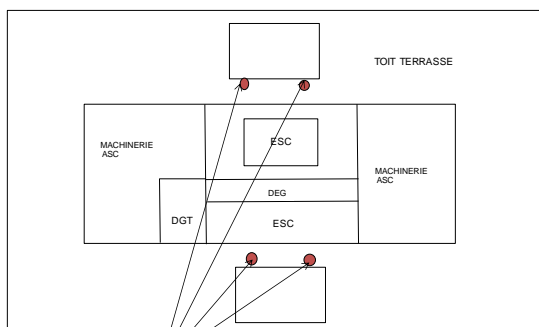 TOIT TERRASSE
ESC
MACHINERIE
ASC
MACHINERIE
ASC
DEG
DGT
ESC